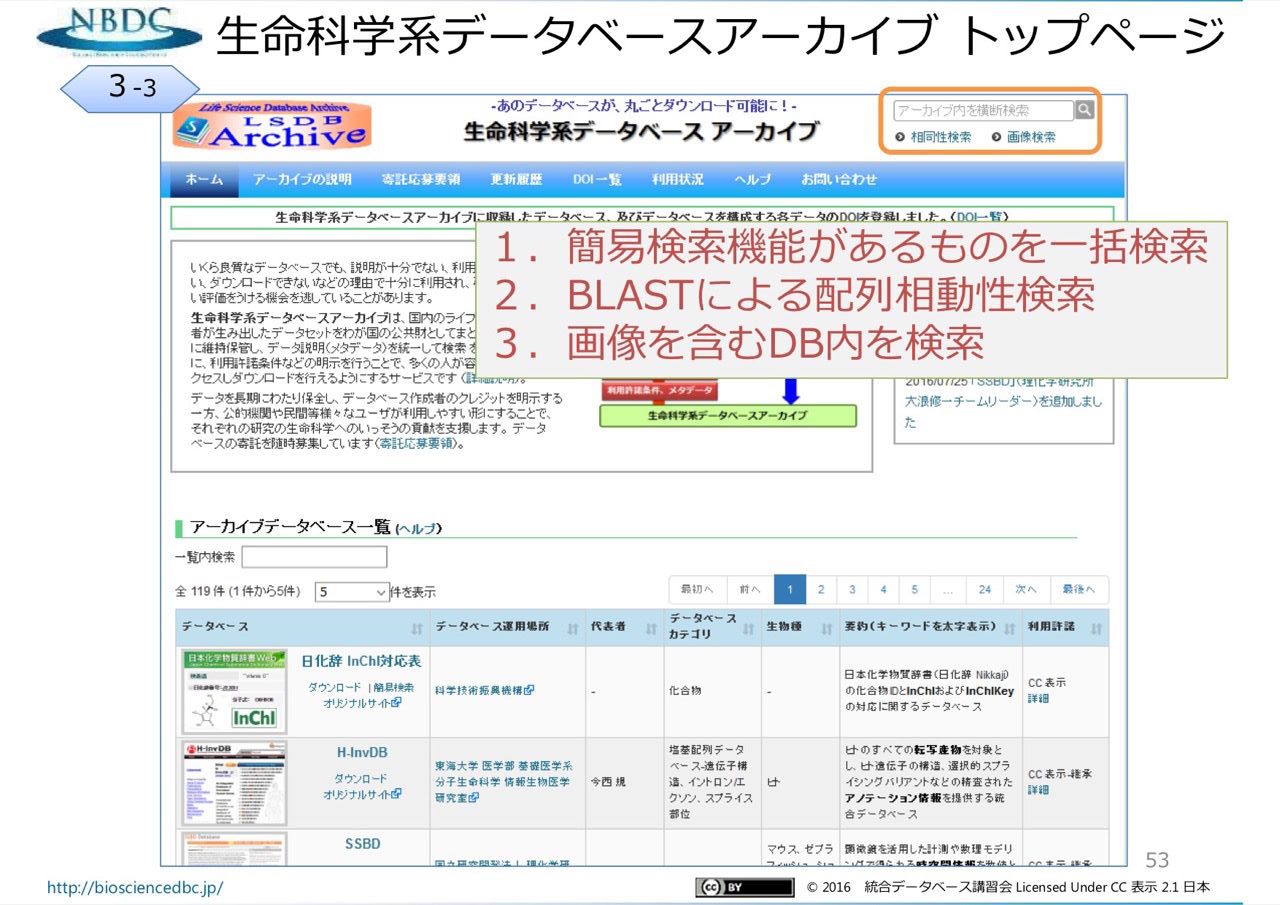 NBDC
生命科学系データベースアーカイブ トップページ
3-3
Life Science Database Archive
LSDB
Archive
-あのデータベースが、丸ごとダウンロード可能に！-
生命科学系データベース アーカイブ
アーカイブ内を横断検索
相同性検索 画像検索
ホーム アーカイブの説明 寄託応募要領 更新履歴 DOI一覧 利用状況 ヘルプ お問い合わせ
生命科学系データベースアーカイブに収録したデータベース、及びデータベースを構成する各データのDOIを登録しました。(DOI一覧)
1． 簡易検索機能があるものを一括検索
2． BLASTによる配列相動性検索
3． 画像を含むDB内を検索
いくら良質なデータベースでも、説明が十分でない、利用
い、ダウンロードできないなどの理由で十分に利用され、
い評価をうける機会を逃していることがあります。
生命科学系データベースアーカイブは、国内のライフ
者が生み出したデータセットをわが国の公共財としてまと
に維持保管し、データ説明(メタデータ)を統一して検索を
に、利用許諾条件などの明示を行うことで、多くの人が容
クセスしダウンロードを行えるようにするサービスです (詳細説明)。
データを長期にわたり保全し、データベース作成者のクレジットを明示する
一方、公的機関や民間等様々なユーザが利用しやすい形にすることで、
それぞれの研究の生命科学へのいっそうの貢献を支援します。データ
ベースの寄託を随時募集しています(寄託応募要領)。
利用許諾条件、メタデータ
生命科学系データベースアーカイブ
2016/07/25「SSBD」(理化学研究所
大浪修一チームリーダー)を追加しまし
た
アーカイブデータベース一覧 (ヘルプ)
一覧内検索
全 119 件 (1 件から5件) 5 件を表示
最初へ 前へ 1 2 3 4 5 ... 24 次へ 最後へ
データベース データベース運用場所 代表者 データベースカテゴリ 生物種 要約(キーワードを太字表示) 利用許諾
日本化学物質辞書Web
InChI
日化辞 InChI対応表
ダウンロード | 簡易検索
オリジナルサイト
科学技術振興機構
-
化合物
-
日本化学物質辞書(日化辞 Nikkaji)
の化合物IDとInChIおよびInChIKey
の対応に関するデータベース
CC 表示
詳細
H-InvDB
H-InvDB
ダウンロード
オリジナルサイト
東海大学 医学部 基礎医学系
分子生命科学 情報生物医学
研究室
今西 規
塩基配列データ
ベース-遺伝子構
造、イントロン/エ
クソン、スプライス
部位
ヒト
ヒトのすべての転写産物を対象と
し、ヒト遺伝子の構造、選択的スプラ
イシングバリアントなどの精査された
アノテーション情報を提供する統
合データベース
CC 表示-継承
詳細
SSBD Database
SSBD
国立研究開発法人 理化学研
マウス、ゼブラ
フィッシュ、ショ
顕微鏡を活用した計測や数理モデリ
ングで得られる時空間情報を数値と
CC 表示-継承
53
http://biosciencedbc.jp/
cc BY
© 2016 統合データベース講習会 Licensed Under CC 表示 2.1 日本